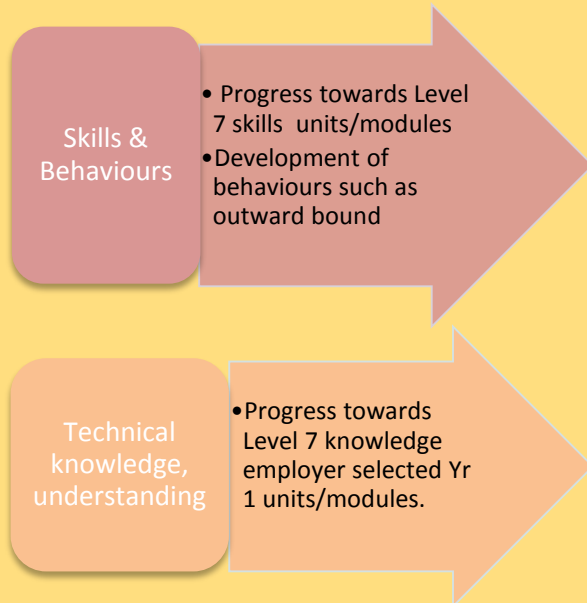 Skills &
Behaviours
• Progress towards Level
7 skills  units/modules
•Development of
behaviours such as
outward bound
Technical
knowledge,
understanding
•Progress towards
Level 7 knowledge
employer selected Yr
1 units/modules.